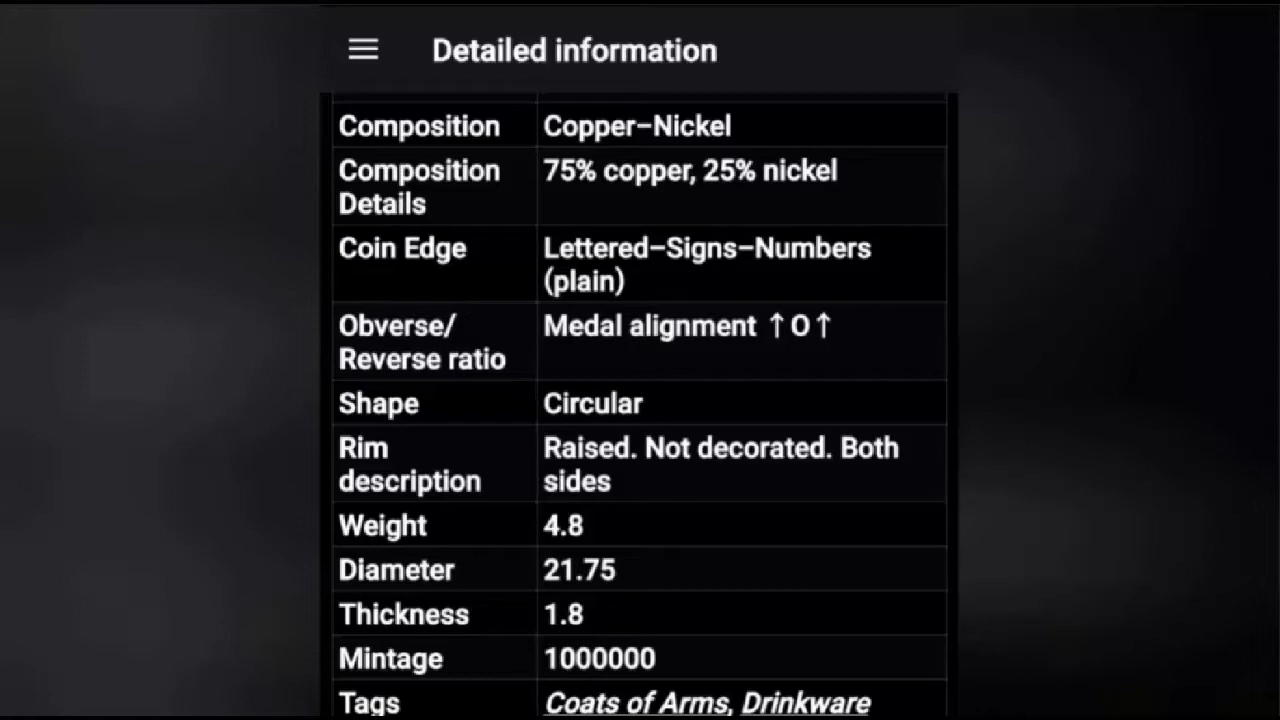 Detailed information
Composition
Copper–Nickel
Composition
Details
75% copper, 25% nickel
Coin Edge
Lettered–Signs–Numbers
(plain)
Obverse/
Reverse ratio
Medal alignment ↑O↑
Shape
Circular
Rim
description
Raised. Not decorated. Both
sides
Weight
4.8
Diameter
21.75
Thickness
1.8
Mintage
1000000
Tags
Coats of Arms, Drinkware